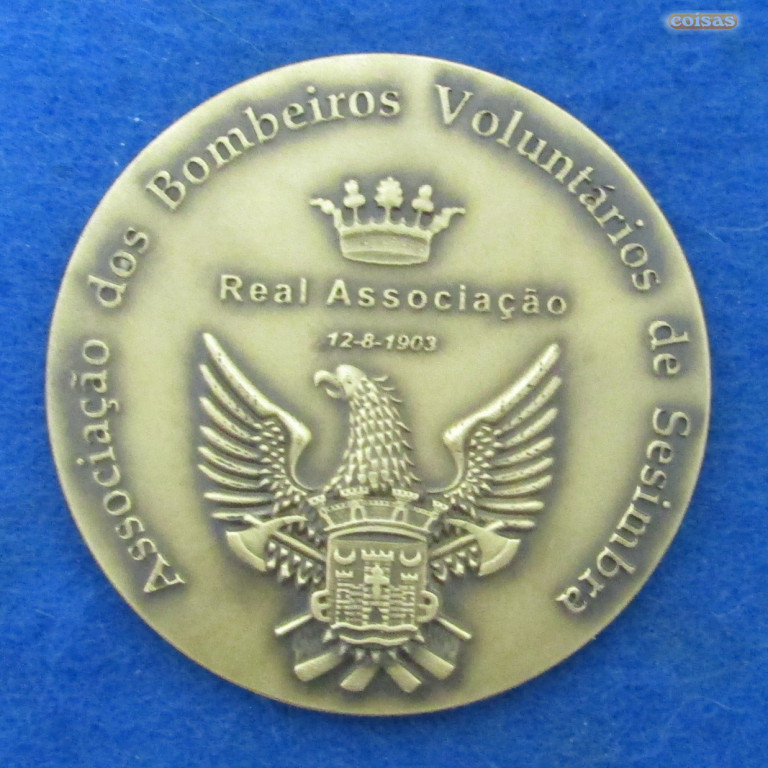 coisas
Associação dos Bombeiros Voluntários de Sesimbra
Real Associação
12-8-1903